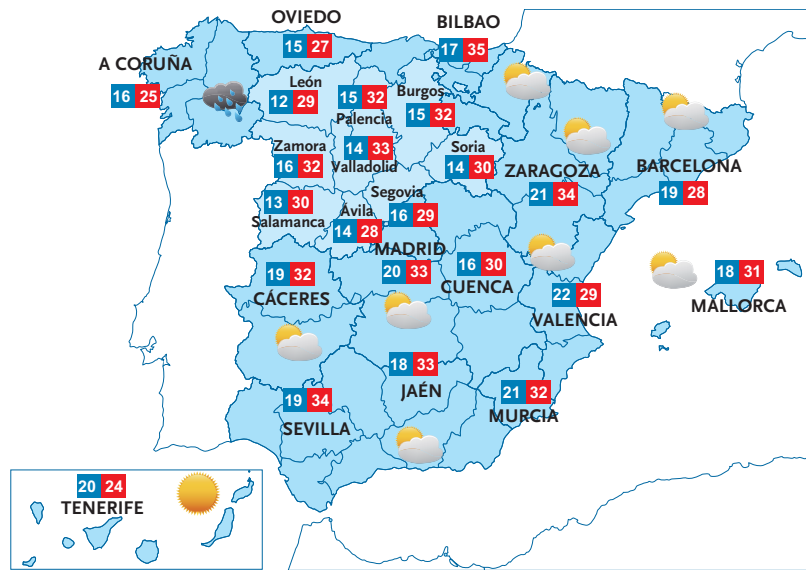 OVIEDO
15 27
BILBAO
17 35
A CORUÑA
16 25
León
12 29
15 32
Palencia
Burgos
15 32
Zamora
16 32
14 33
Valladolid
Soria
14 30
ZARAGOZA
21 34
BARCELONA
19 28
13 30
Salamanca
Ávila
14 28
Segovia
16 29
MADRID
20 33
16 30
CUENCA
19 32
CÁCERES
22 29
VALENCIA
18 31
MALLORCA
18 33
JAÉN
19 34
SEVILLA
21 32
MURCIA
20 24
TENERIFE